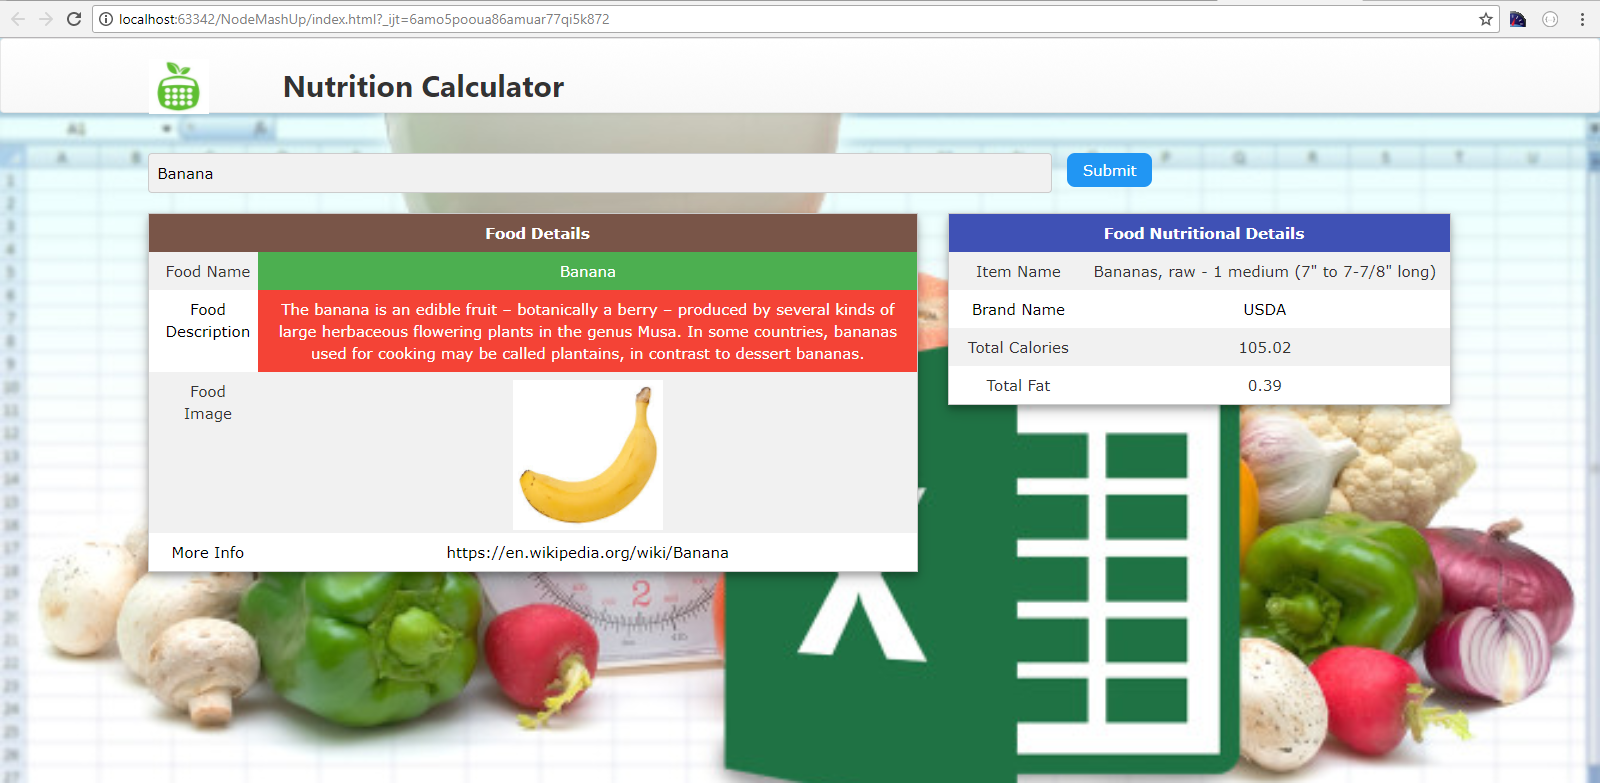 localhost:63342/NodeMashUp/index.html?_ijt=6amo5pooua86amuar77qi5k872
Nutrition Calculator
A1
Banana
Submit
Food Details
Food Name
Banana
Food
Description
The banana is an edible fruit – botanically a berry – produced by several kinds of
large herbaceous flowering plants in the genus Musa. In some countries, bananas
used for cooking may be called plantains, in contrast to dessert bananas.
Food
Image
More Info
https://en.wikipedia.org/wiki/Banana
Food Nutritional Details
Item Name
Bananas, raw - 1 medium (7" to 7-7/8" long)
Brand Name
USDA
Total Calories
105.02
Total Fat
0.39
2